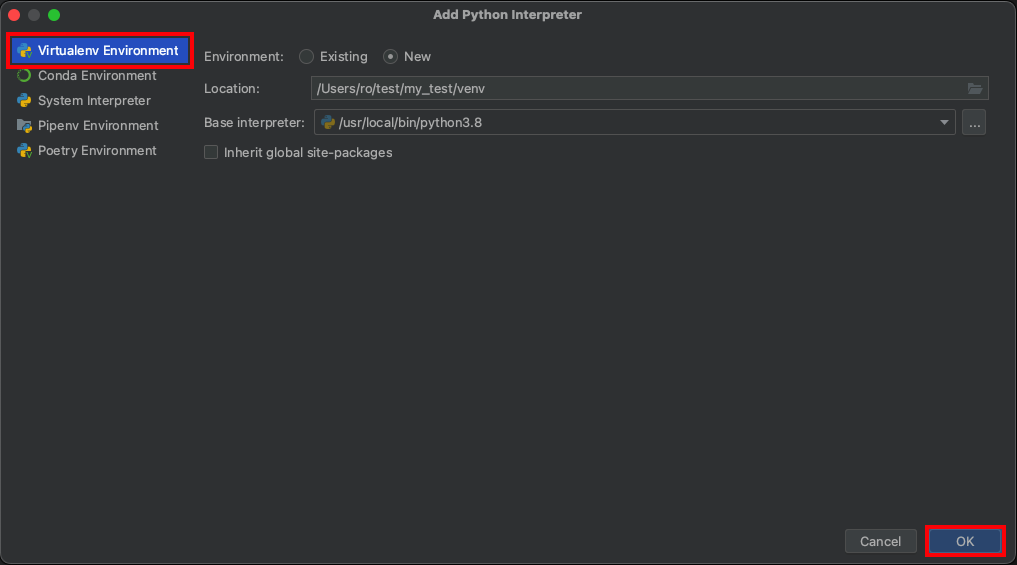 Add Python Interpreter
Virtualenv Environment
Conda Environment
System Interpreter
Pipenv Environment
Poetry Environment
Environment: Existing New
Location: /Users/ro/test/my_test/venv
Base interpreter: /usr/local/bin/python3.8 ...
Inherit global site-packages
Cancel OK